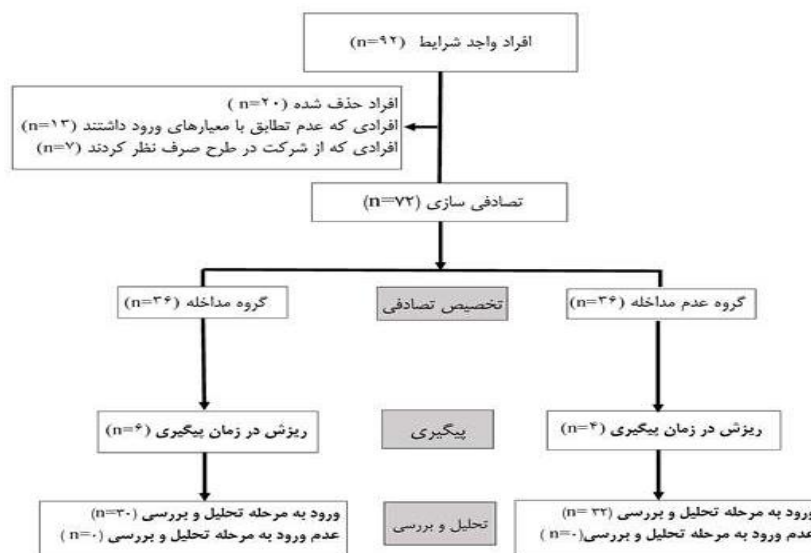 افراد واجد شرایط (n=۹۲)
افراد حذف شده (n=۲۰ )
افرادی که عدم تطابق با معیارهای ورود داشتند (n=۱۳)
افرادی که از شرکت در طرح صرف نظر کردند (n=۷)
تصادفی سازی (n=۷۲)
گروه عدم مداخله (n=۳۶)
تخصیص تصادفی
گروه مداخله (n=۳۶)
ریزش در زمان پیگیری (n=۴)
پیگیری
ریزش در زمان پیگیری (n=۶)
ورود به مرحله تحلیل و بررسی (n= ۳۲)
عدم ورود به مرحله تحلیل و بررسی(n=۰ )
تحلیل و بررسی
ورود به مرحله تحلیل و بررسی (n=۳۰)
عدم ورود به مرحله تحلیل و بررسی (n=۰ )